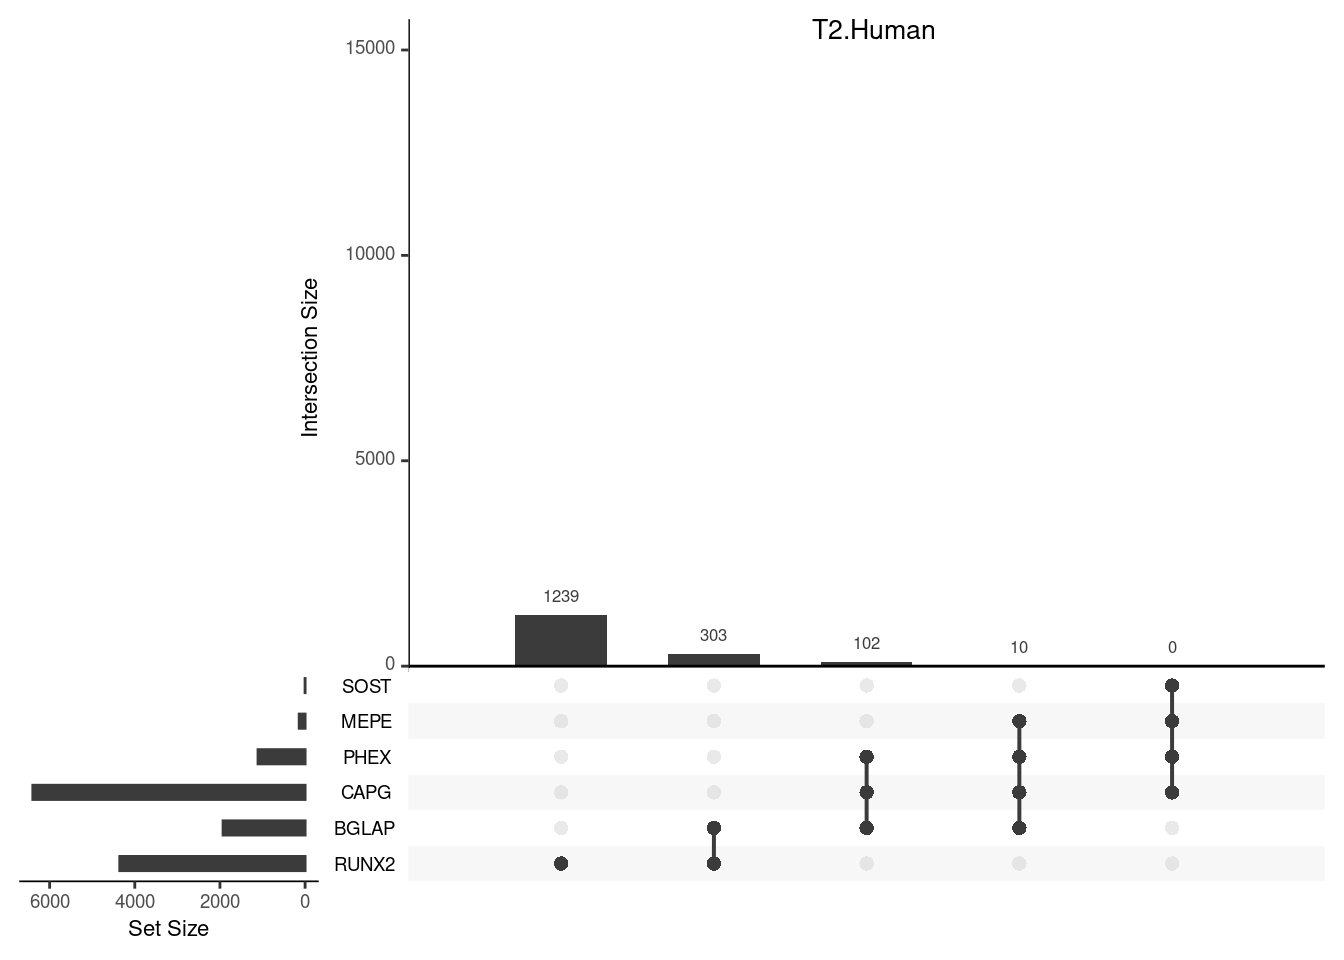 T2.Human
15000
10000
5000
0
Intersection Size
1239
303
102
10
0
SOST
MEPE
PHEX
CAPG
BGLAP
RUNX2
6000 4000 2000 0
Set Size